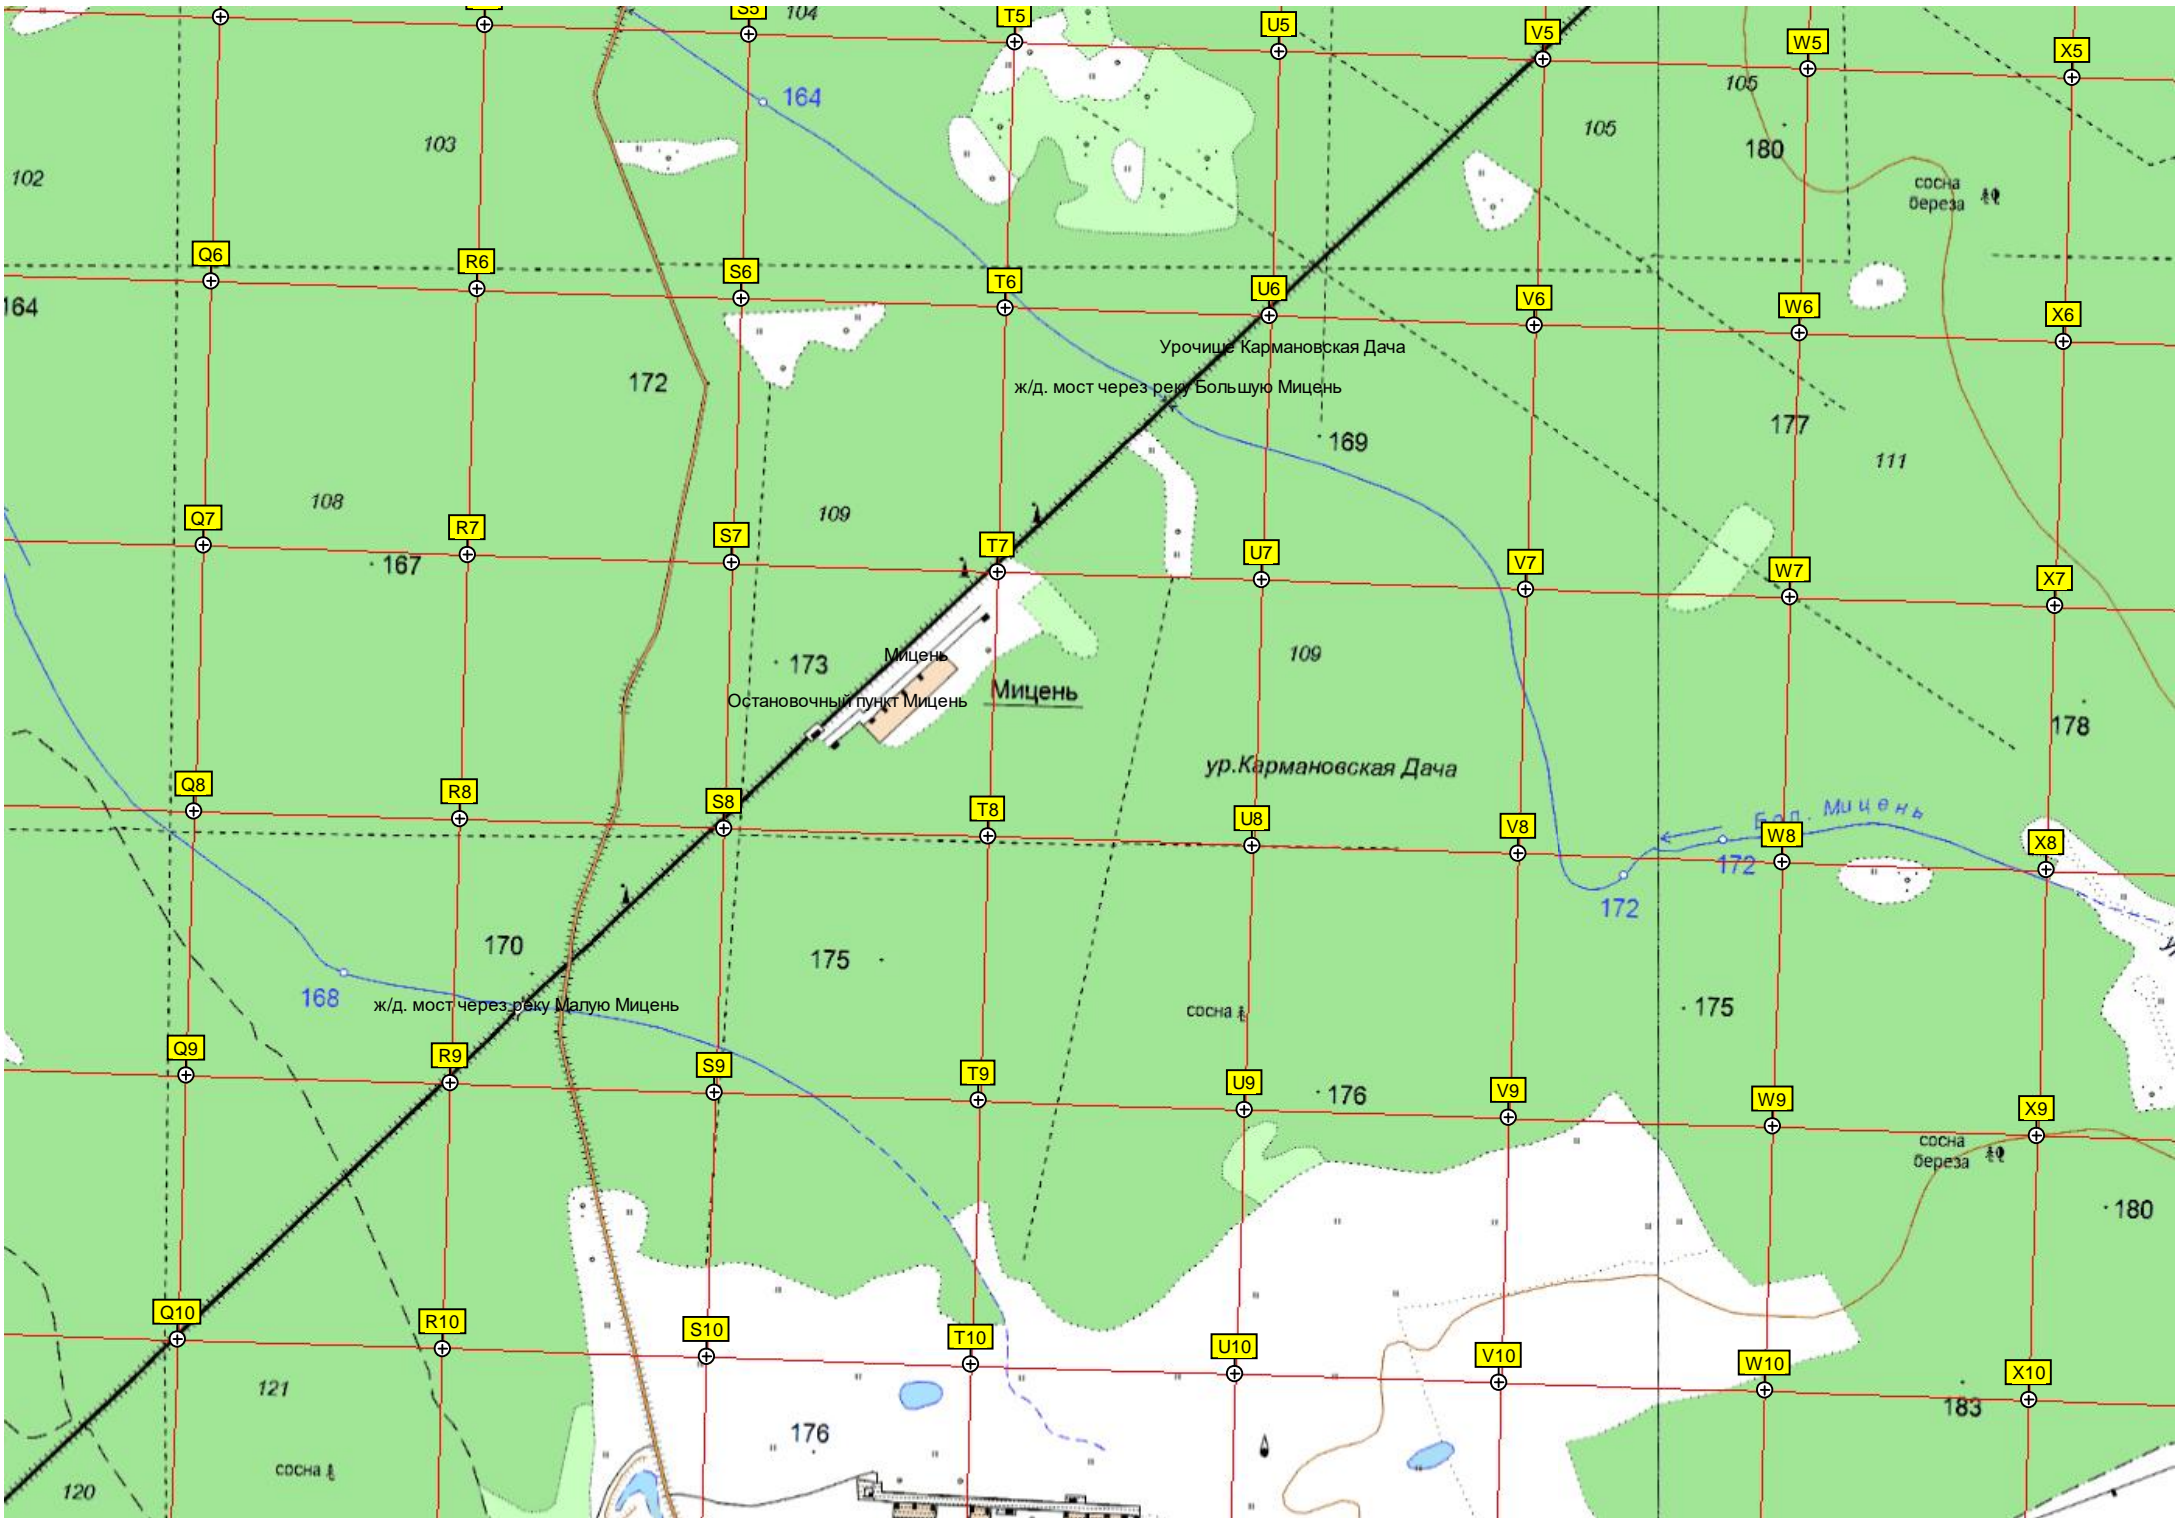 S5
104
T5
U5
V5
W5
X5
164
105
105
103
180
102
сосна
береза
Q6
R6
S6
T6
U6
V6
W6
X6
164
Урочище Кармановская Дача
172
ж/д. мост через реку Большую Мицень
177
169
111
108
109
Q7
R7
S7
T7
U7
V7
W7
X7
167
Мицень
109
173
Мицень
Остановочный пункт Мицень
178
ур.Кармановская Дача
Q8
R8
S8
T8
U8
V8
Бол. Мицень
W8
X8
172
172
170
175
168
ж/д. мост через реку Малую Мицень
сосна
175
Q9
R9
S9
T9
U9
176
V9
W9
X9
сосна
береза
180
Q10
R10
S10
T10
U10
V10
W10
X10
121
183
176
сосна
120